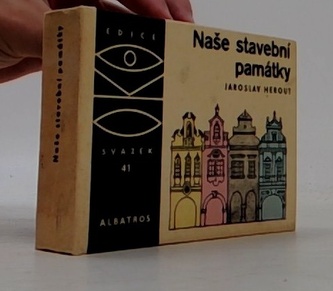 Naše stavební památky
EDICE
OKO
SVAZEK
41
ALBATROS
Naše stavební
památky
JAROSLAV HEROUT